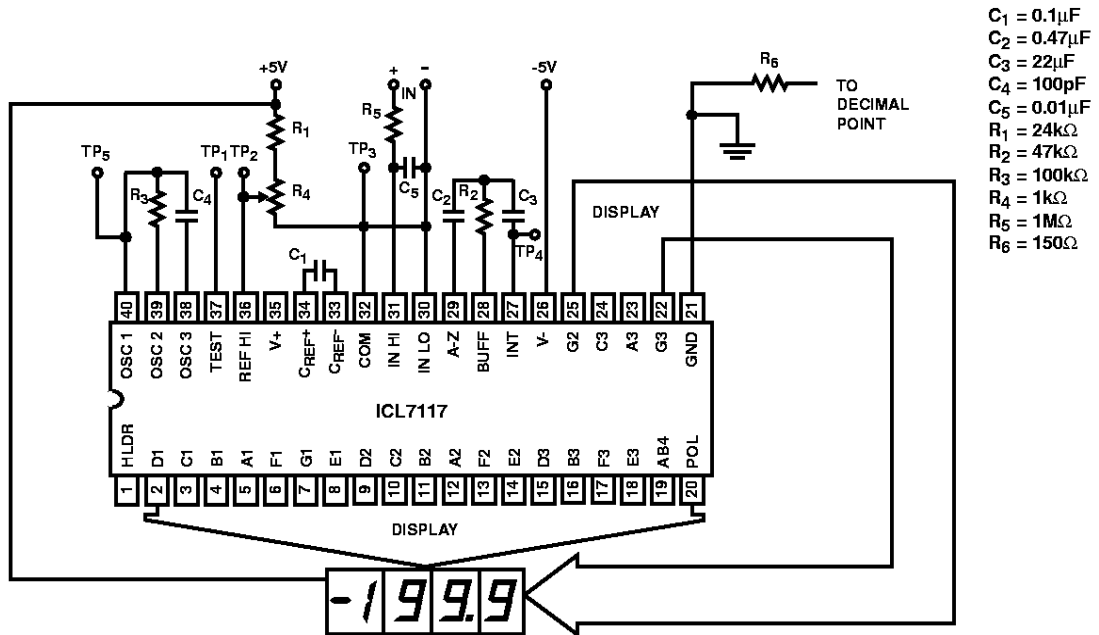 C1 = 0.1µF
C2 = 0.47µF
C3 = 22µF
C4 = 100pF
C5 = 0.01µF
R1 = 24kΩ
R2 = 47kΩ
R3 = 100kΩ
R4 = 1kΩ
R5 = 1MΩ
R6 = 150Ω
+5V
+ IN -
-5V
R6
TO
DECIMAL
POINT
R1
R5
TP5
TP1
TP2
TP3
R3
C4
R4
C5
C2
R2
C3
TP4
DISPLAY
C1
40 39 38 37 36 35 34 33 32 31 30 29 28 27 26 25 24 23 22 21
OSC 1
OSC 2
OSC 3
TEST
REF HI
V+
CREF+
CREF-
COM
IN HI
IN LO
A-Z
BUFF
INT
V-
G2
C3
A3
G3
GND
ICL7117
HLDR
D1
C1
B1
A1
F1
G1
E1
D2
C2
B2
A2
F2
E2
D3
B3
F3
E3
AB4
POL
1 2 3 4 5 6 7 8 9 10 11 12 13 14 15 16 17 18 19 20
DISPLAY
-199.9